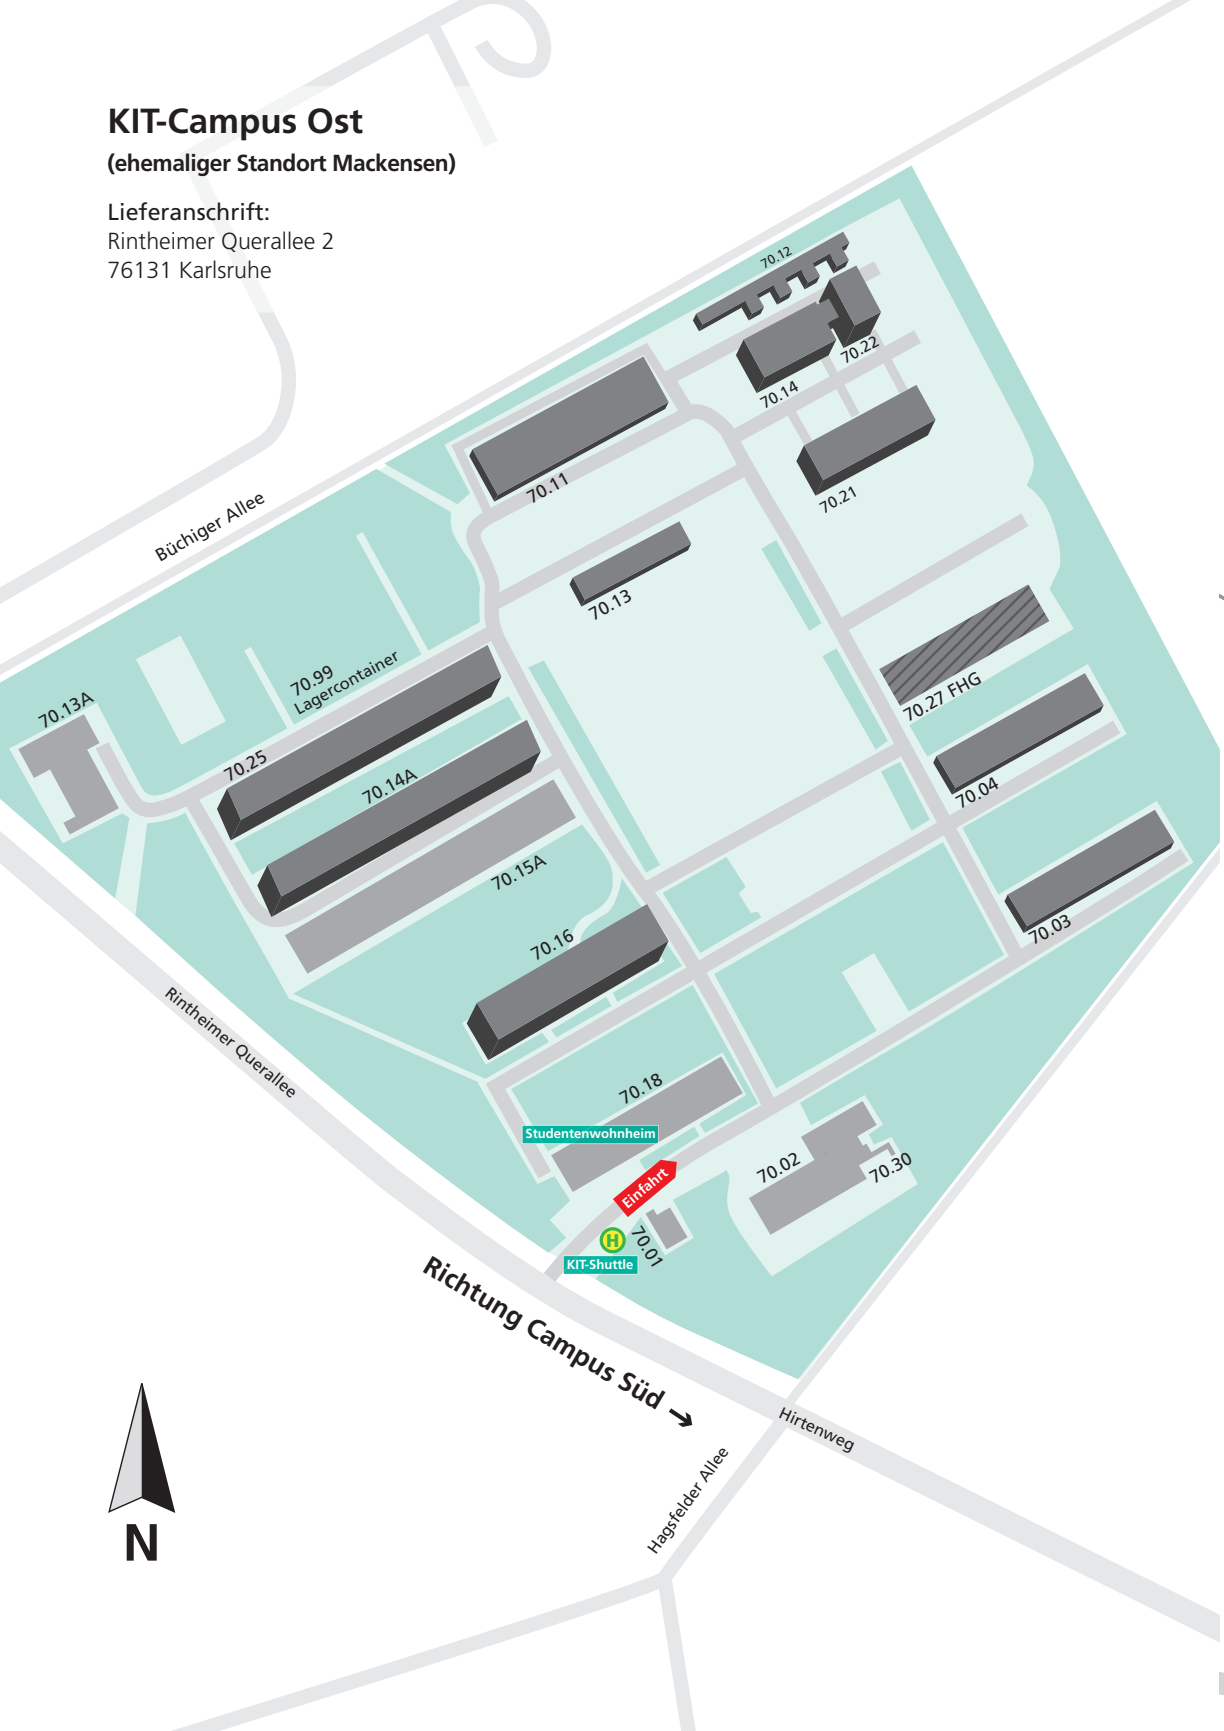 KIT-Campus Ost
(ehemaliger Standort Mackensen)
Lieferanschrift:
Rintheimer Querallee 2
76131 Karlsruhe
70.12
70.22
70.14
70.11
70.21
Büchiger Allee
70.13
70.99
Lagercontainer
70.13A
70.27 FHG
70.25
70.14A
70.04
70.15A
70.03
70.16
Rintheimer Querallee
70.18
Studentenwohnheim
70.02
70.30
Einfahrt
H
70.01
KIT-Shuttle
Richtung Campus Süd →
Hirtenweg
Hagsfelder Allee
N